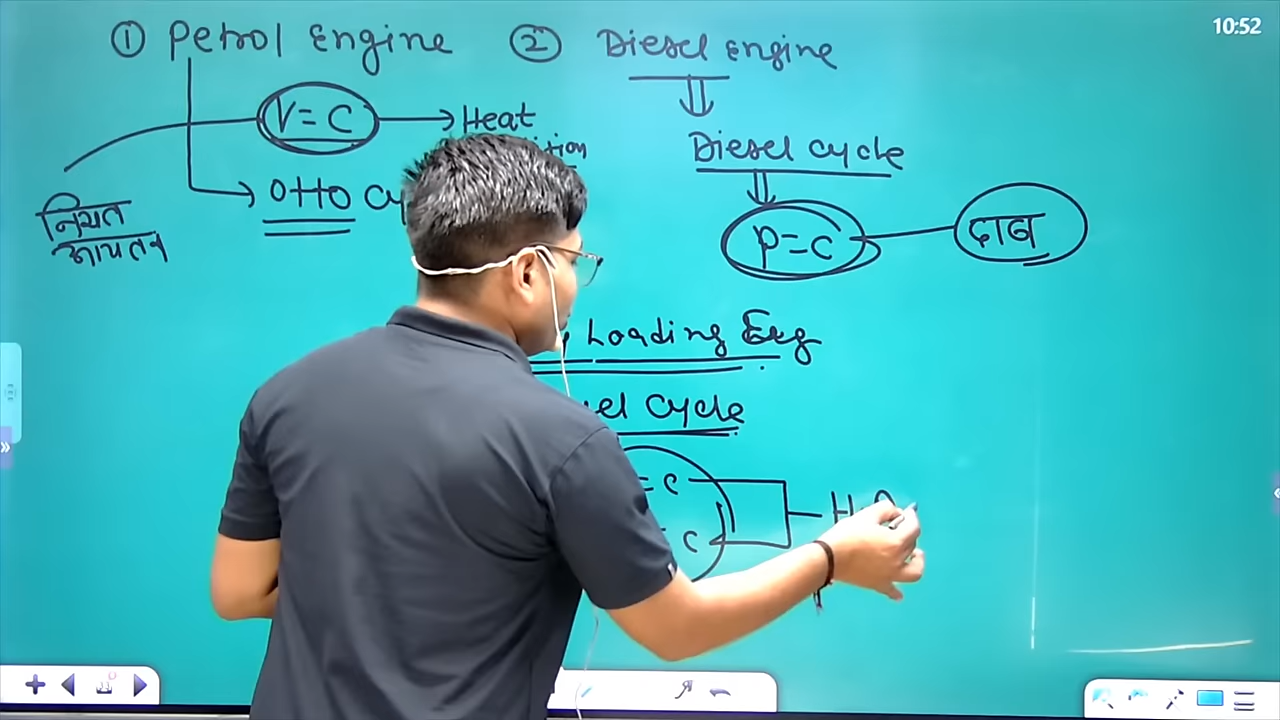 10:52
① Petrol Engine
V = C → Heat
OTTO
नियत
आयतन
② Diesel Engine
Diesel cycle
P=C
दाब
Loading Eng
Cycle
= C
C
H.A